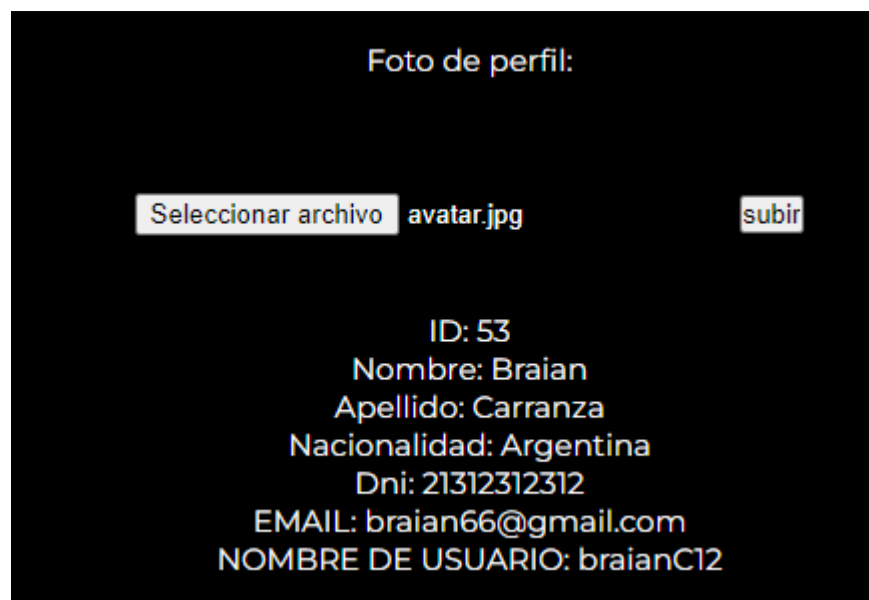 Foto de perfil:
Seleccionar archivo avatar.jpg subir
ID: 53
Nombre: Braian
Apellido: Carranza
Nacionalidad: Argentina
Dni: 21312312312
EMAIL: braian66@gmail.com
NOMBRE DE USUARIO: braianC12